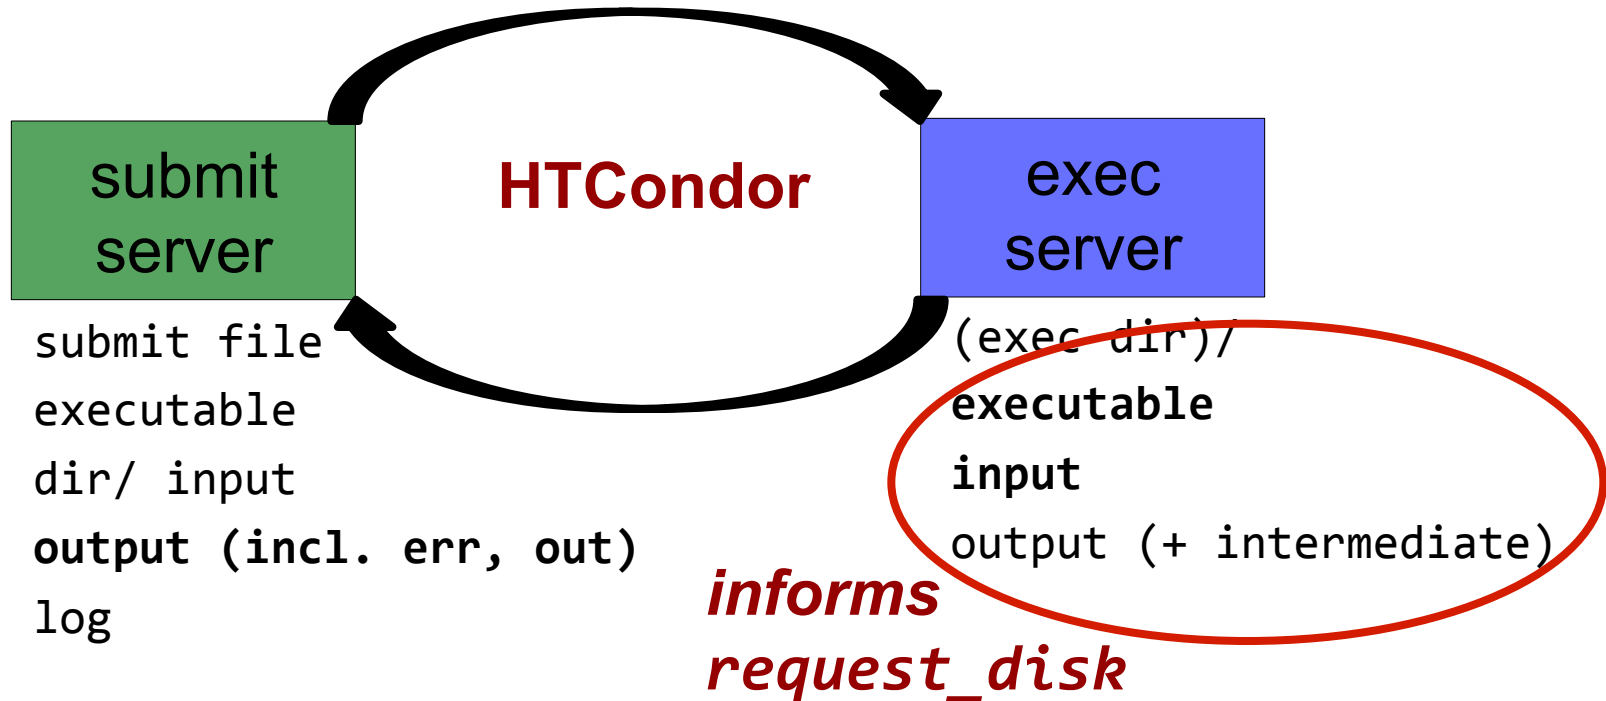 submit
server
HTCondor
exec
server
submit file
executable
dir/ input
output (incl. err, out)
log
(exec dir)/
executable
input
output (+ intermediate)
informs
request_disk